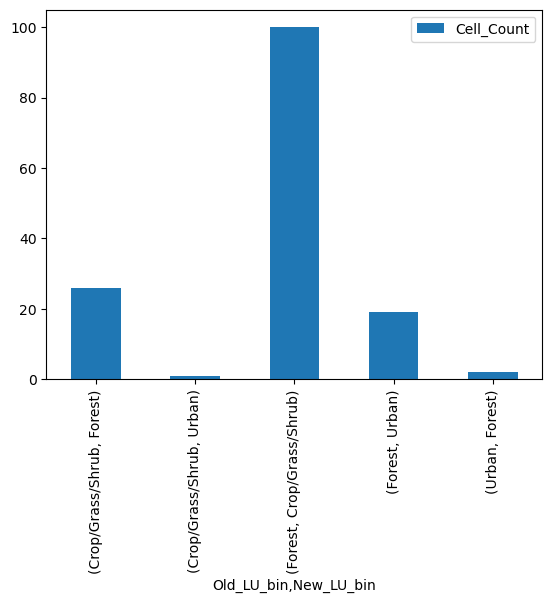 Cell_Count
100
80
60
40
20
0
(Crop/Grass/Shrub, Forest)
(Crop/Grass/Shrub, Urban)
(Forest, Crop/Grass/Shrub)
(Forest, Urban)
(Urban, Forest)
Old_LU_bin,New_LU_bin